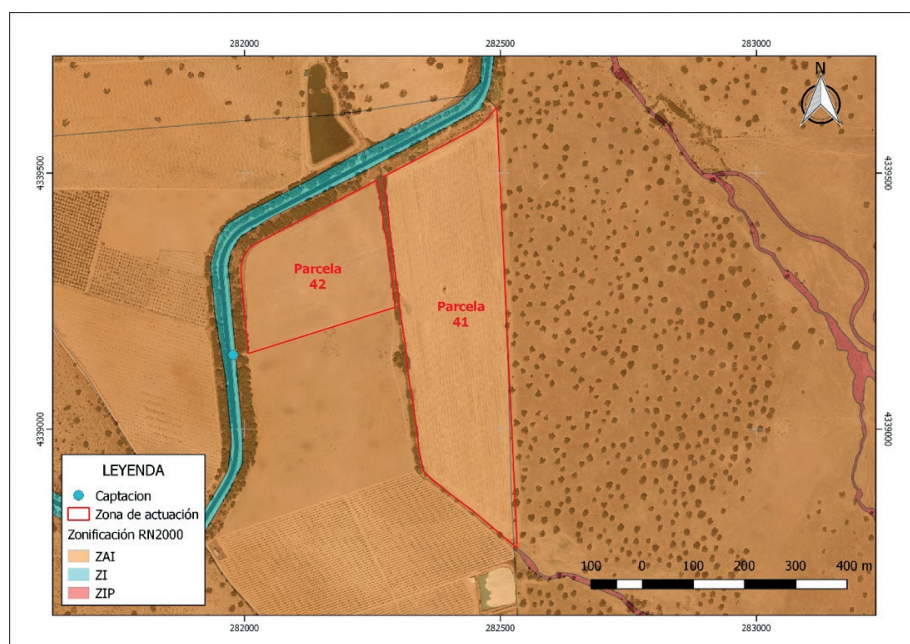 282000 282500 283000
N
4339500 4339500
Parcela
42
Parcela
41
4339000 4339000
LEYENDA
Captacion
Zona de actuación
Zonificación RN2000
ZAI
ZI
ZIP
100 0 100 200 300 400 m
282000 282500 283000